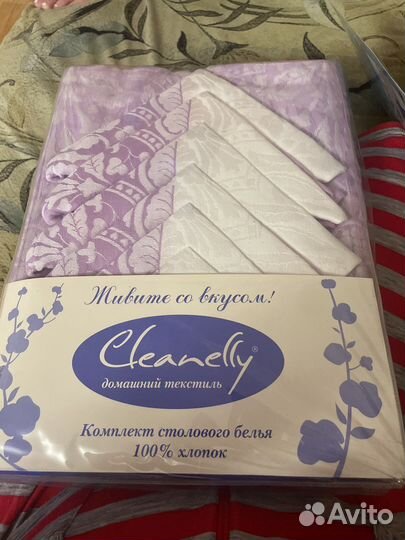 Живите со вкусом!
Cleanelly®
домашний текстиль
Комплект столового белья
100% хлопок
Avito